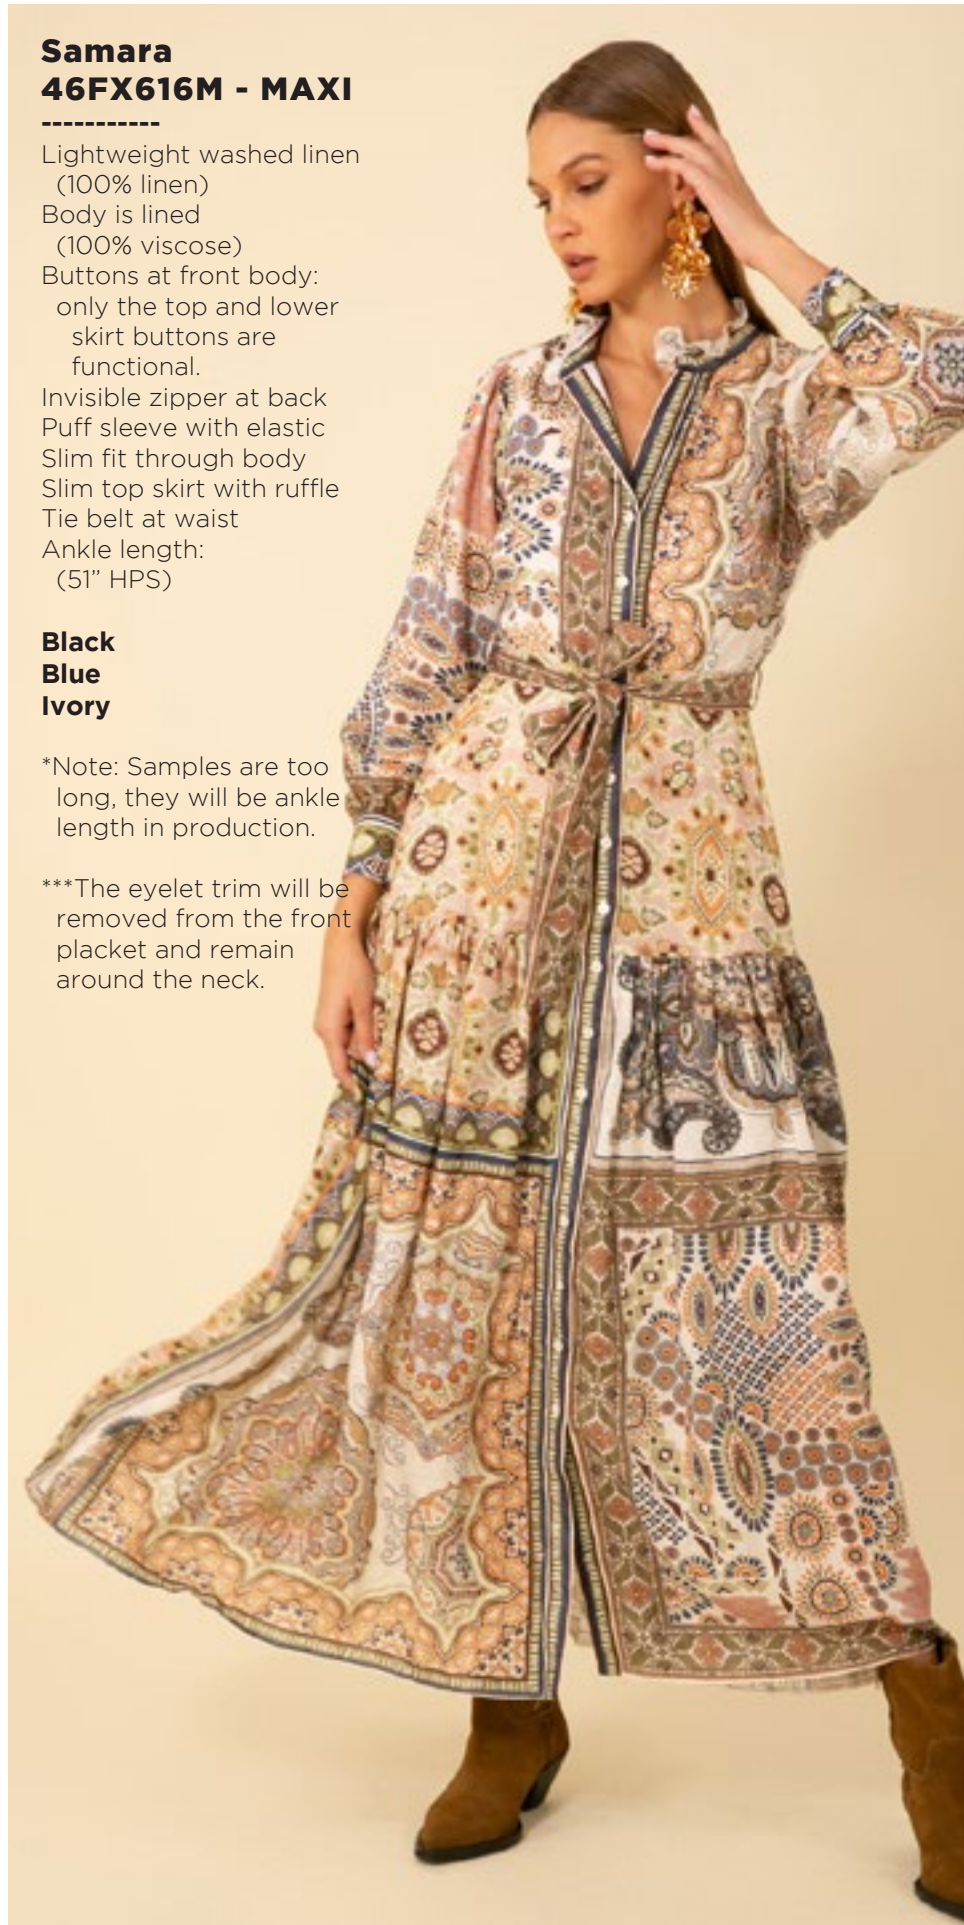 Samara
46FX616M - MAXI
-----------
Lightweight washed linen
(100% linen)
Body is lined
(100% viscose)
Buttons at front body:
only the top and lower
skirt buttons are
functional.
Invisible zipper at back
Puff sleeve with elastic
Slim fit through body
Slim top skirt with ruffle
Tie belt at waist
Ankle length:
(51” HPS)
Black
Blue
Ivory
*Note: Samples are too
long, they will be ankle
length in production.
***The eyelet trim will be
removed from the front
placket and remain
around the neck.